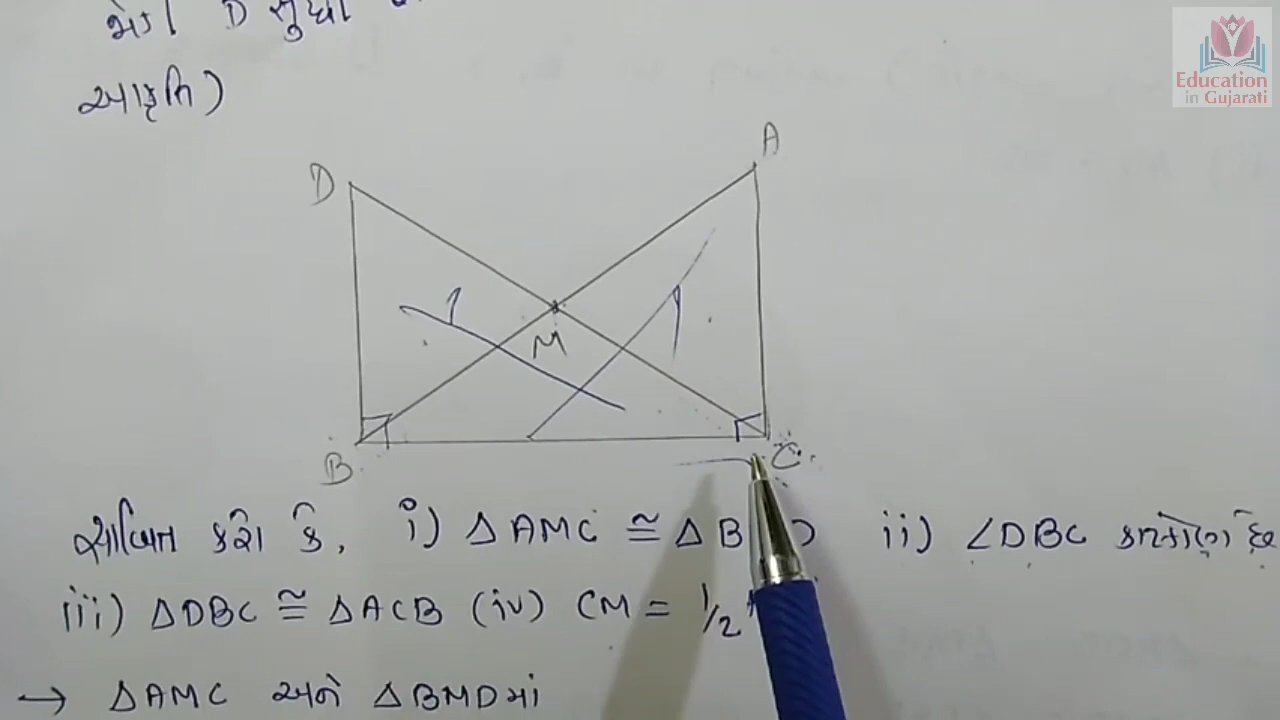 D સુધી
Education
in Gujarati
આકૃતિ)
A
D
M
B
C
સાબિત કરો કે, i) ΔAMC ≅ ΔB ii) ∠DBC કાટખૂણો છે
iii) ΔDBC ≅ ΔACB (iv) CM = 1/2
→ ΔAMC અને ΔBMDમાં